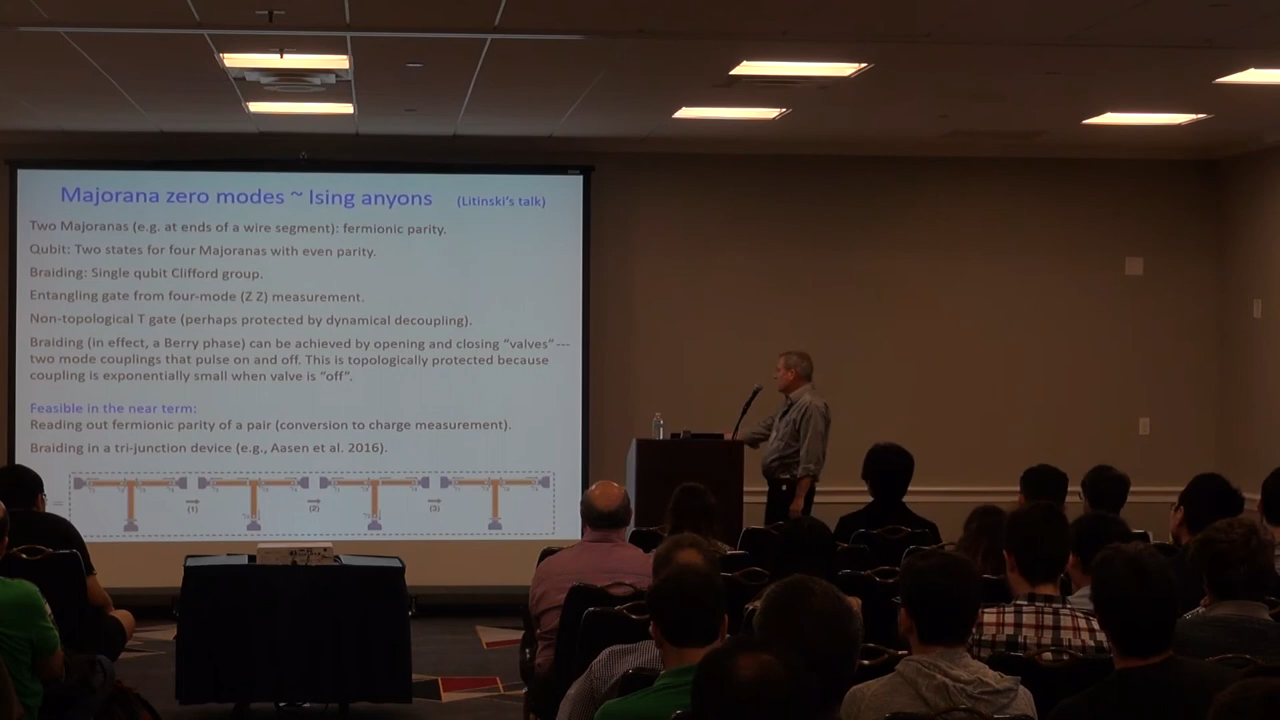 Majorana zero modes ~ Ising anyons (Litinski's talk)
Two Majoranas (e.g. at ends of a wire segment): fermionic parity.
Qubit: Two states for four Majoranas with even parity.
Braiding: Single qubit Clifford group.
Entangling gate from four-mode (Z Z) measurement.
Non-topological T gate (perhaps protected by dynamical decoupling).
Braiding (in effect, a Berry phase) can be achieved by opening and closing "valves" ---
two mode couplings that pulse on and off. This is topologically protected because
coupling is exponentially small when valve is "off".
Feasible in the near term:
Reading out fermionic parity of a pair (conversion to charge measurement).
Braiding in a tri-junction device (e.g., Aasen et al. 2016).
(1) (2) (3)